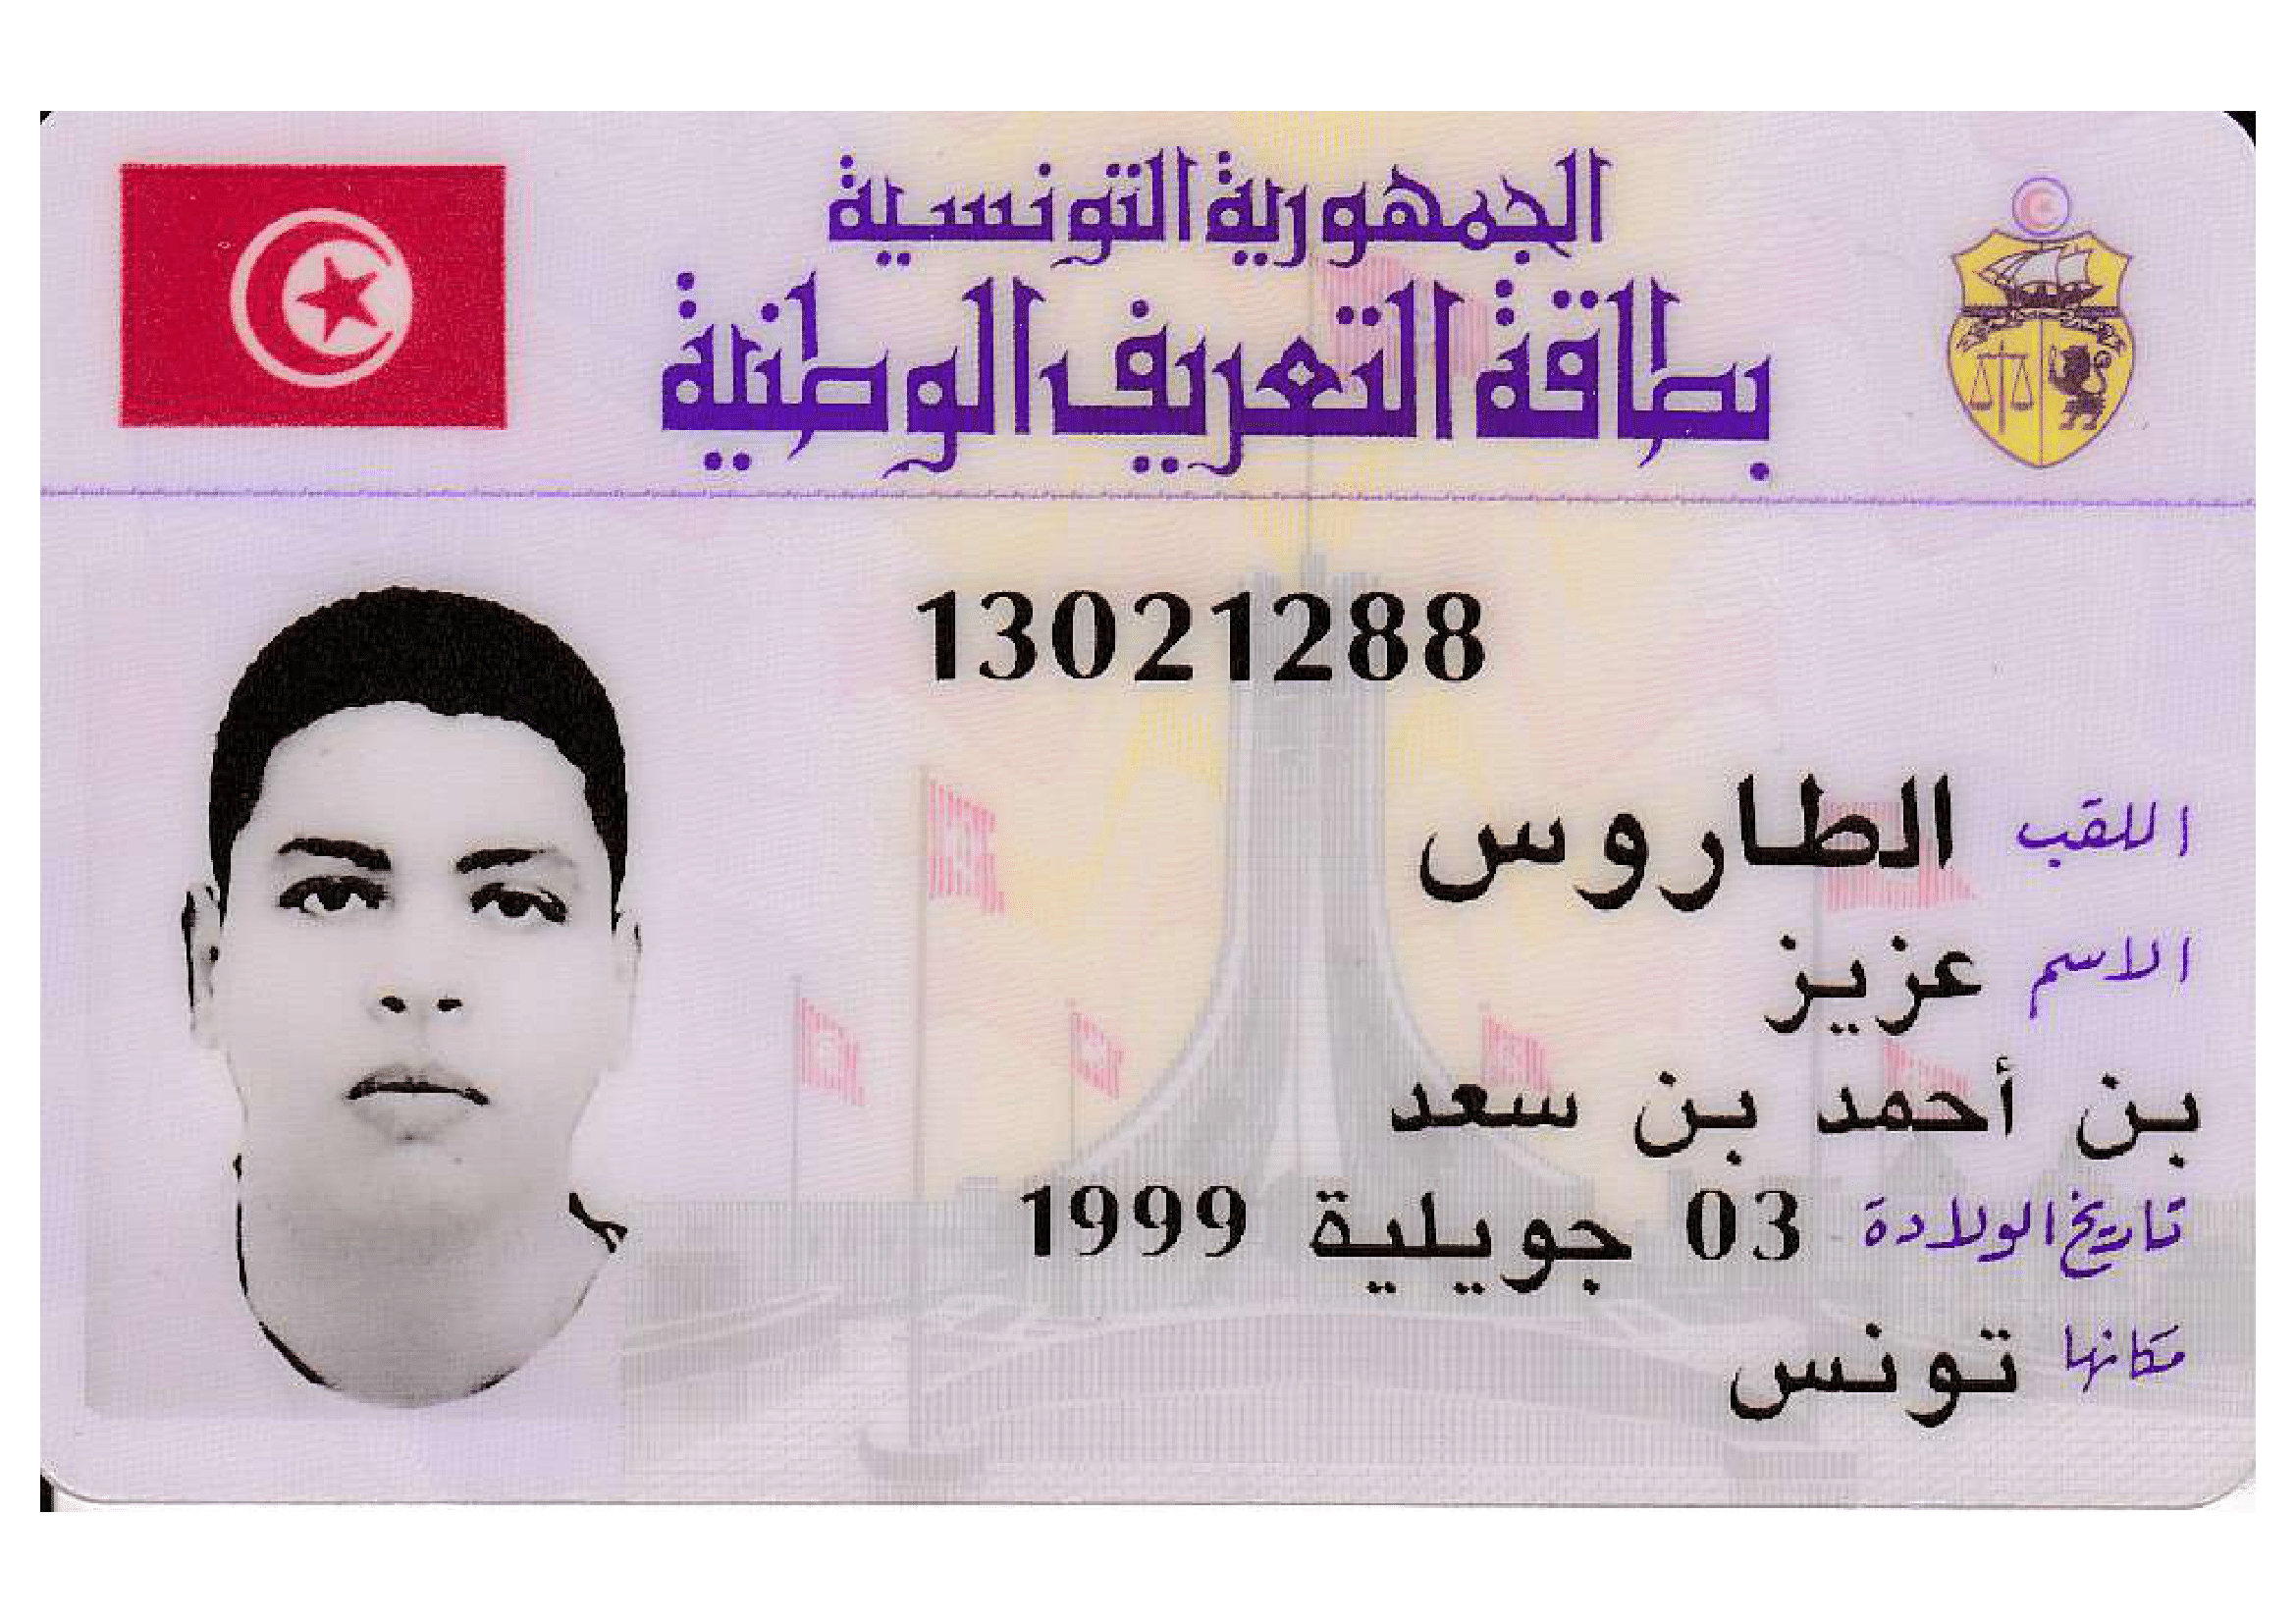 الجمهورية التونسية
بطاقة التعريف الوطنية
13021288
اللقب الطاروس
الاسم عزيز
بن أحمد بن سعد
تاريخ الولادة 03 جويلية 1999
مكانها تونس